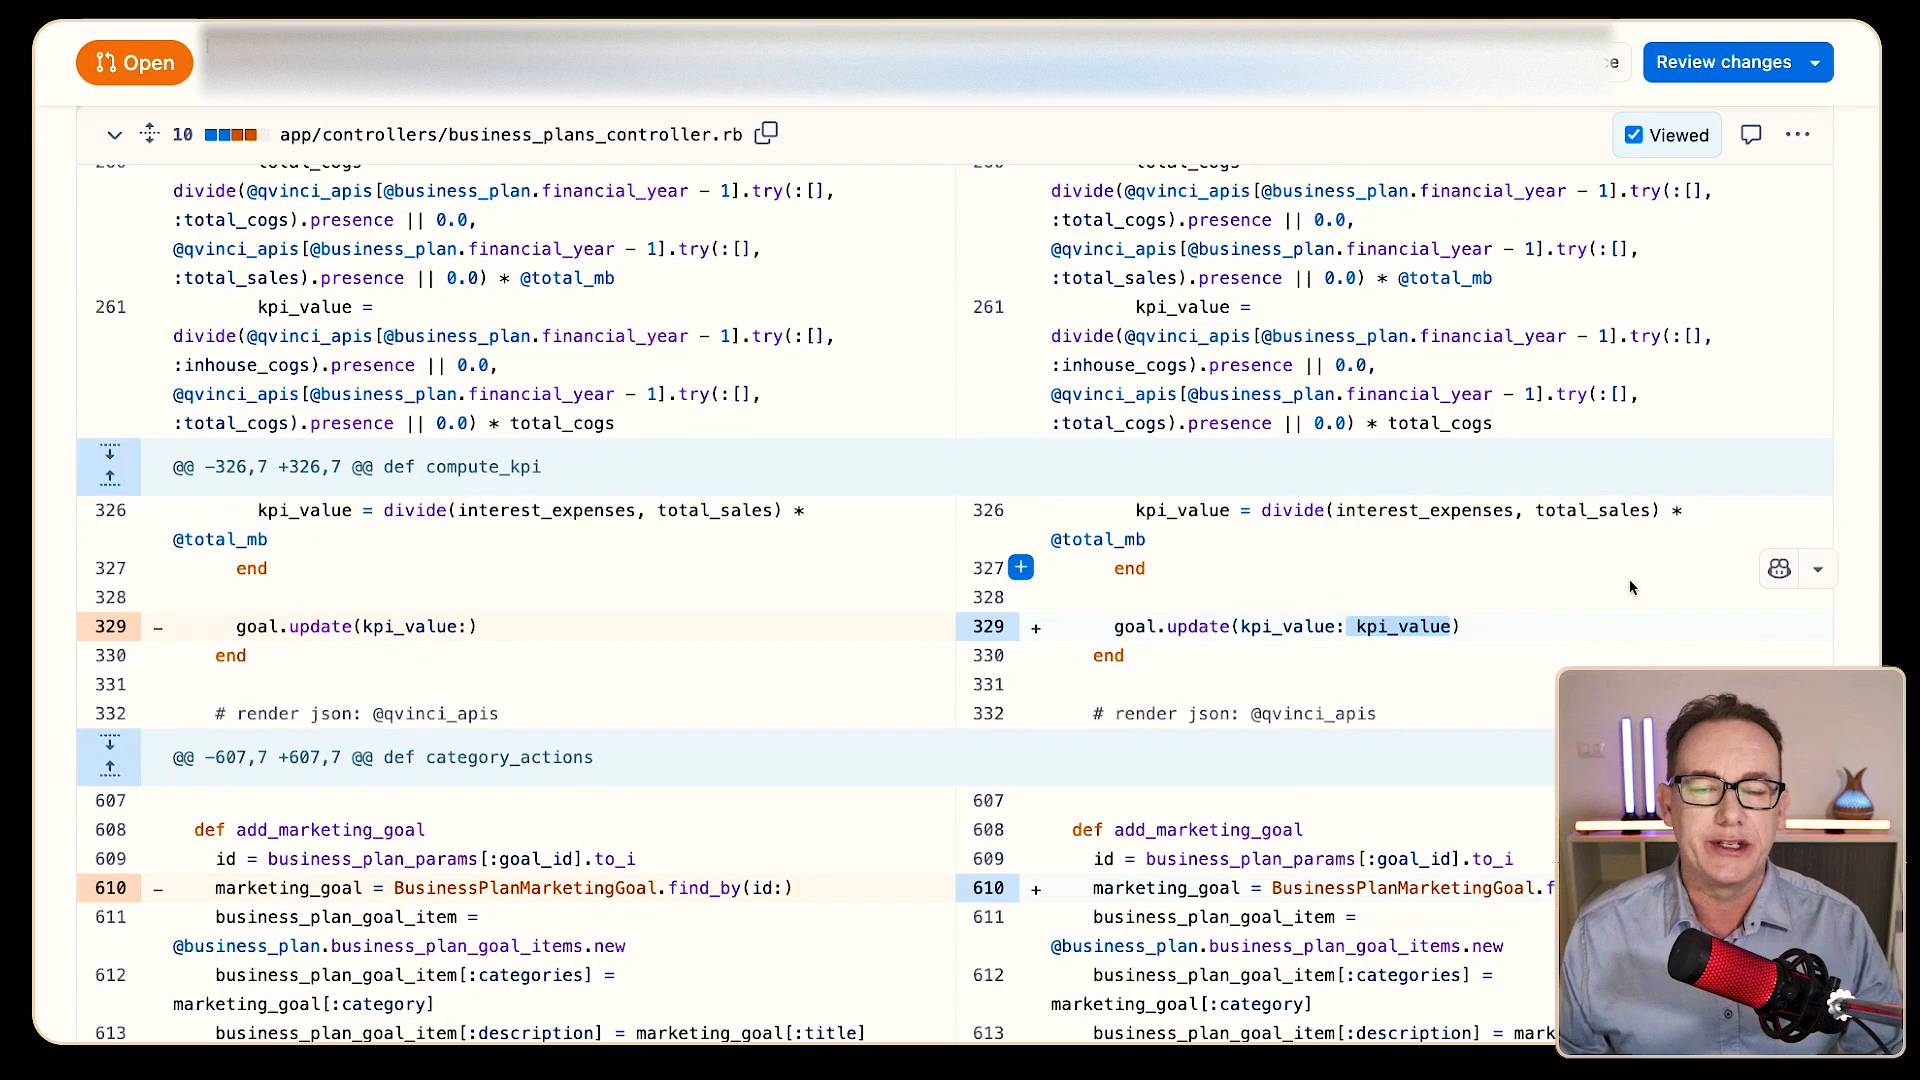 Open
e
Review changes
10 app/controllers/business_plans_controller.rb
Viewed
divide(@qvinci_apis[@business_plan.financial_year - 1].try(:[],
:total_cogs).presence || 0.0,
@qvinci_apis[@business_plan.financial_year - 1].try(:[],
:total_sales).presence || 0.0) * @total_mb
261 kpi_value =
divide(@qvinci_apis[@business_plan.financial_year - 1].try(:[],
:inhouse_cogs).presence || 0.0,
@qvinci_apis[@business_plan.financial_year - 1].try(:[],
:total_cogs).presence || 0.0) * total_cogs
@@ -326,7 +326,7 @@ def compute_kpi
326 kpi_value = divide(interest_expenses, total_sales) *
@total_mb
327 end
328
329 - goal.update(kpi_value:)
330 end
331
332 # render json: @qvinci_apis
@@ -607,7 +607,7 @@ def category_actions
607
608 def add_marketing_goal
609 id = business_plan_params[:goal_id].to_i
610 - marketing_goal = BusinessPlanMarketingGoal.find_by(id:)
611 business_plan_goal_item =
@business_plan.business_plan_goal_items.new
612 business_plan_goal_item[:categories] =
marketing_goal[:category]
613 business_plan_goal_item[:description] = marketing_goal[:title]
divide(@qvinci_apis[@business_plan.financial_year - 1].try(:[],
:total_cogs).presence || 0.0,
@qvinci_apis[@business_plan.financial_year - 1].try(:[],
:total_sales).presence || 0.0) * @total_mb
261 kpi_value =
divide(@qvinci_apis[@business_plan.financial_year - 1].try(:[],
:inhouse_cogs).presence || 0.0,
@qvinci_apis[@business_plan.financial_year - 1].try(:[],
:total_cogs).presence || 0.0) * total_cogs
326 kpi_value = divide(interest_expenses, total_sales) *
@total_mb
327 + end
328
329 + goal.update(kpi_value: kpi_value)
330 end
331
332 # render json: @qvinci_apis
607
608 def add_marketing_goal
609 id = business_plan_params[:goal_id].to_i
610 + marketing_goal = BusinessPlanMarketingGoal.f
611 business_plan_goal_item =
@business_plan.business_plan_goal_items.new
612 business_plan_goal_item[:categories] =
marketing_goal[:category]
613 business_plan_goal_item[:description] = mark